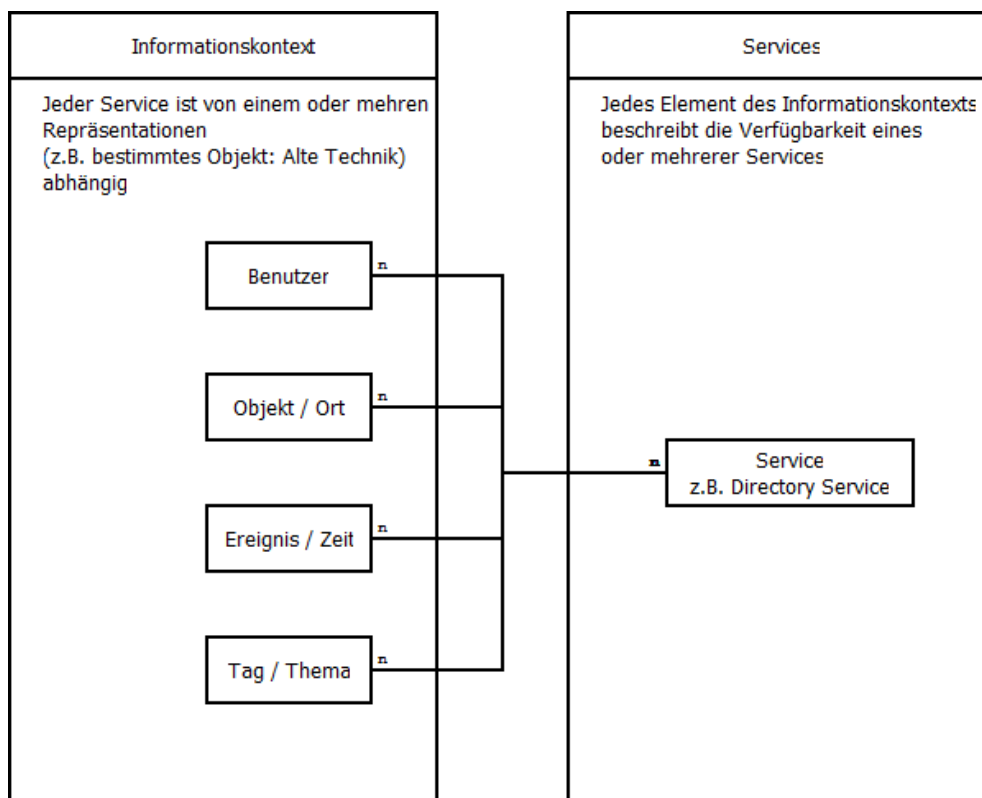 Informationskontext
Jeder Service ist von einem oder mehren
Repräsentationen
(z.B. bestimmtes Objekt: Alte Technik)
abhängig
Benutzer
n
Objekt / Ort
n
Ereignis / Zeit
n
Tag / Thema
n
Services
Jedes Element des Informationskontexts
beschreibt die Verfügbarkeit eines
oder mehrerer Services
n
Service
z.B. Directory Service